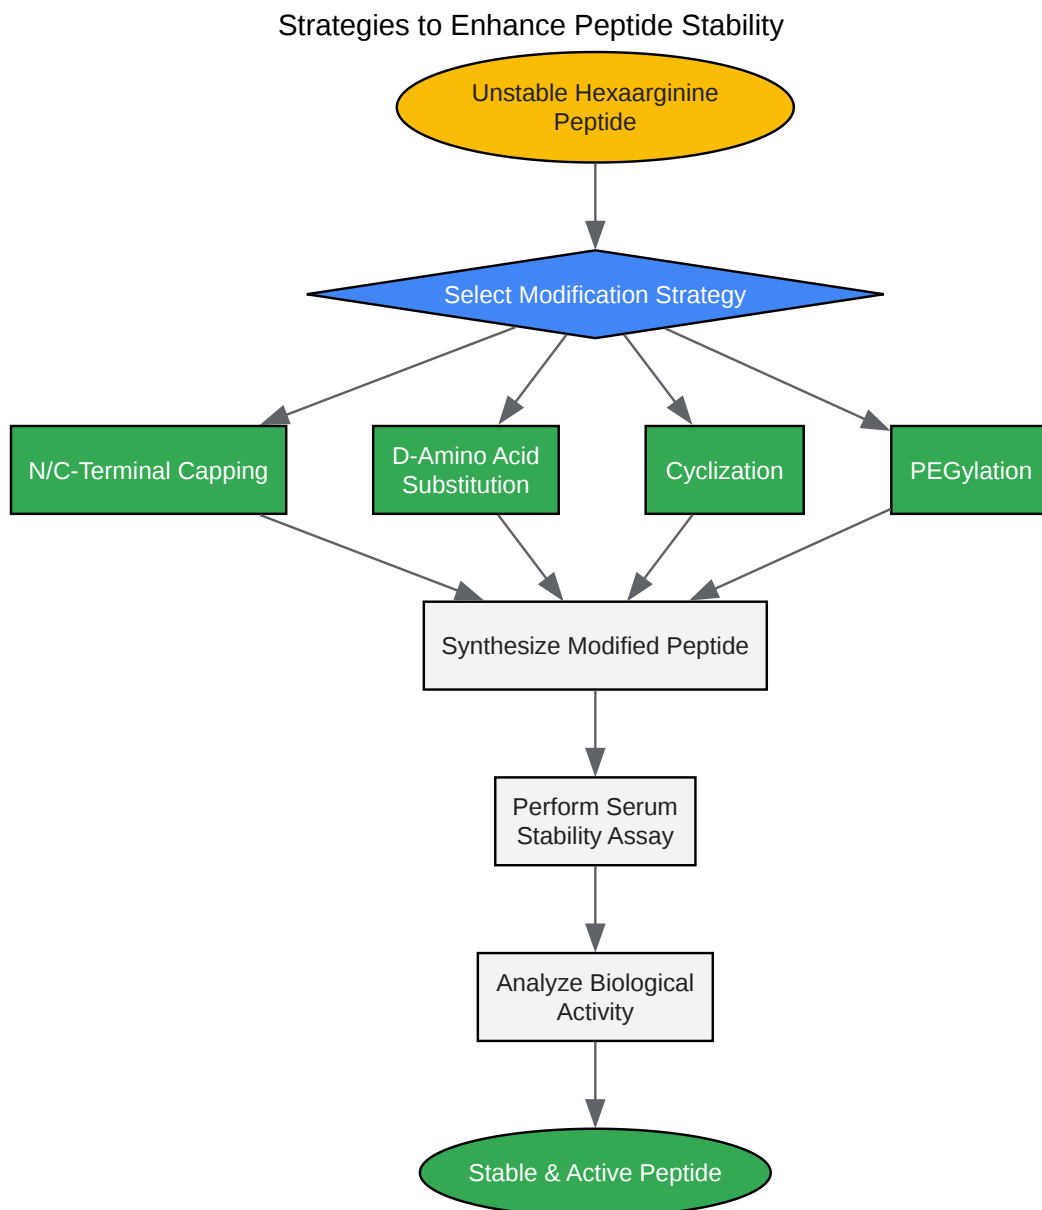 Strategies to Enhance Peptide Stability
Unstable Hexaarginine
Peptide
Select Modification Strategy
N/C-Terminal Capping
D-Amino Acid
Substitution
Cyclization
PEGylation
Synthesize Modified Peptide
Perform Serum
Stability Assay
Analyze Biological
Activity
Stable & Active Peptide